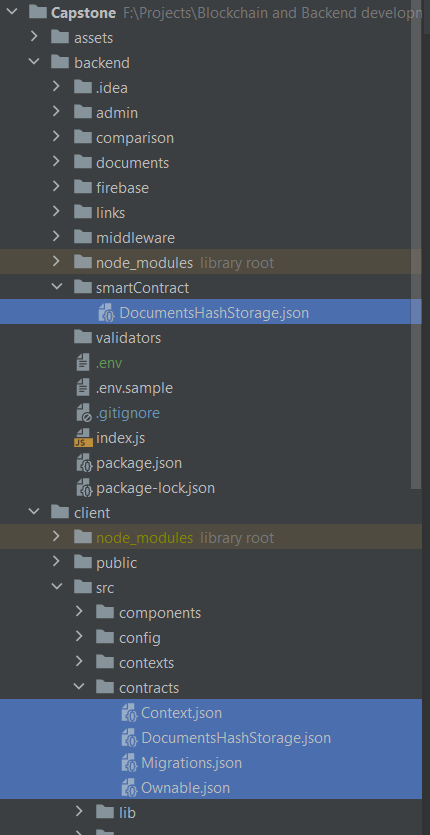 Capstone F:\Projects\Blockchain and Backend developm
assets
backend
.idea
admin
comparison
documents
firebase
links
middleware
node_modules library root
smartContract
DocumentsHashStorage.json
validators
.env
.env.sample
.gitignore
JS index.js
package.json
package-lock.json
client
node_modules library root
public
src
components
config
contexts
contracts
Context.json
DocumentsHashStorage.json
Migrations.json
Ownable.json
lib